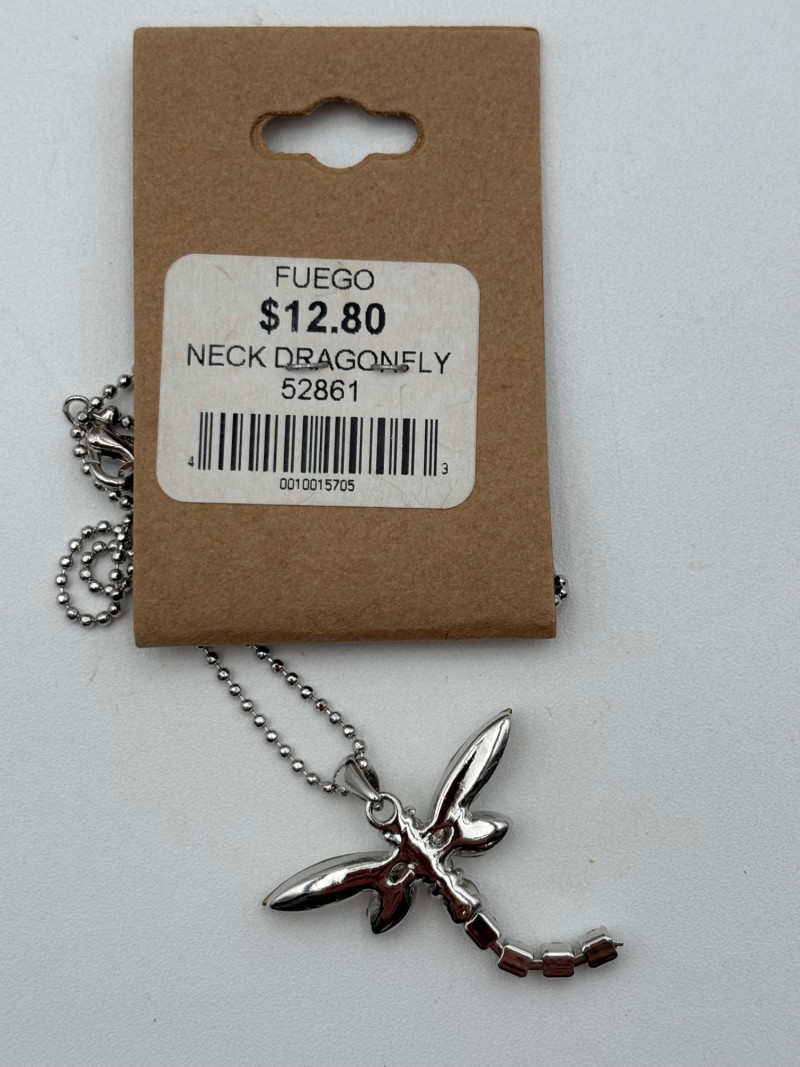 FUEGO
$12.80
NECK DRAGONFLY
52861
4 3
0010015705